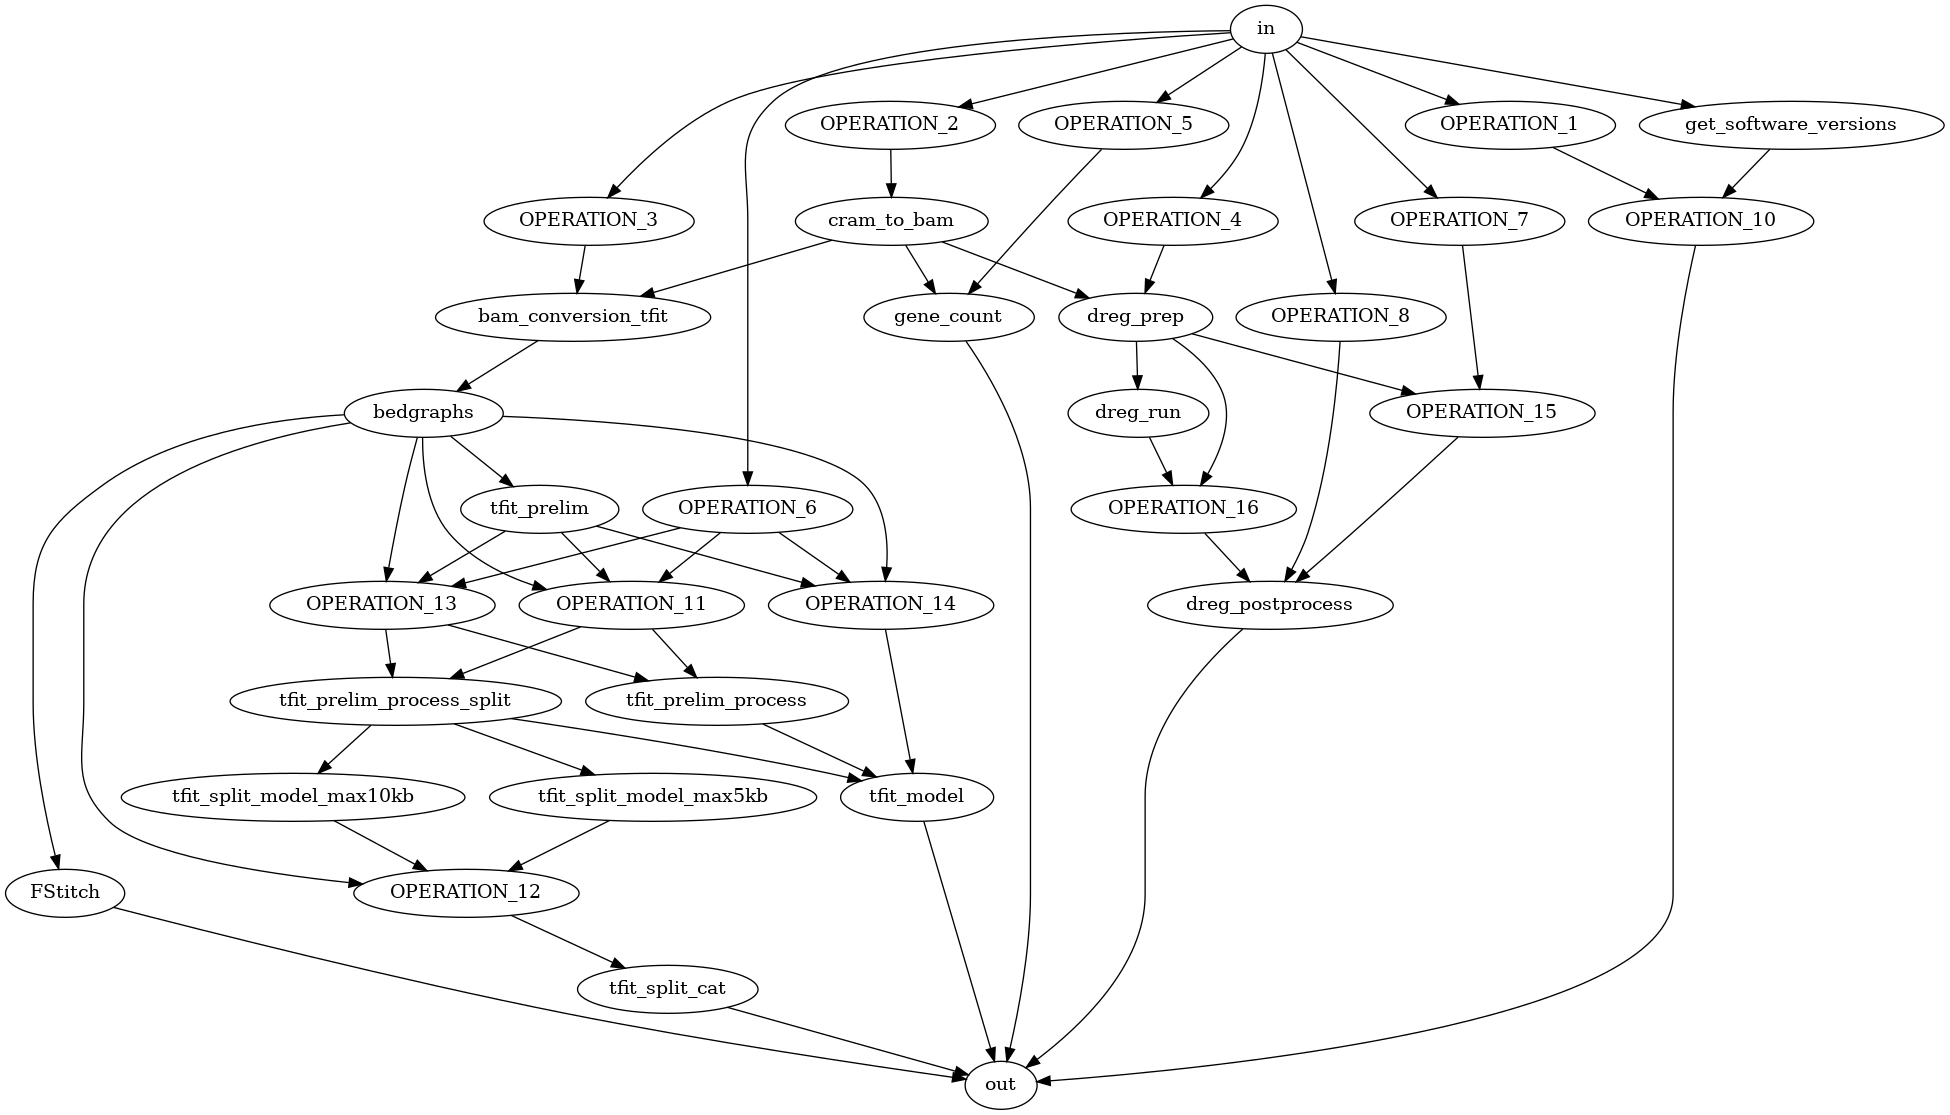 in
OPERATION_2
OPERATION_5
OPERATION_1
get_software_versions
OPERATION_3
cram_to_bam
OPERATION_4
OPERATION_7
OPERATION_10
bam_conversion_tfit
gene_count
dreg_prep
OPERATION_8
bedgraphs
dreg_run
OPERATION_15
tfit_prelim
OPERATION_6
OPERATION_16
OPERATION_13
OPERATION_11
OPERATION_14
dreg_postprocess
tfit_prelim_process_split
tfit_prelim_process
tfit_split_model_max10kb
tfit_split_model_max5kb
tfit_model
FStitch
OPERATION_12
tfit_split_cat
out